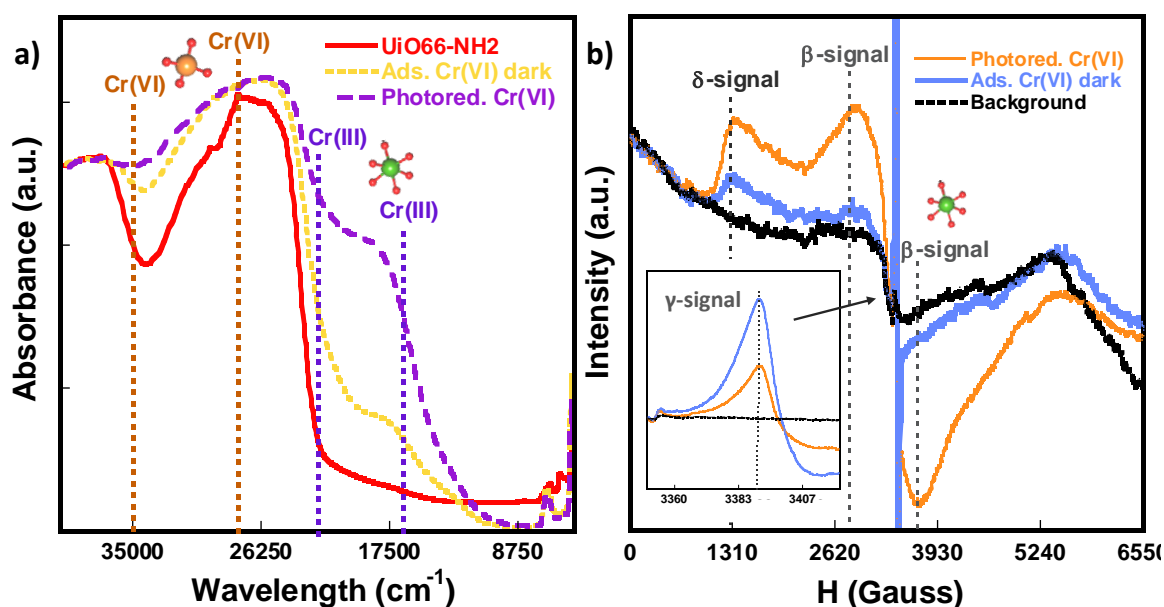 a)
Cr(VI)
Cr(VI)
UiO66-NH2
Ads. Cr(VI) dark
Photored. Cr(VI)
Cr(III)
Cr(III)
Absorbance (a.u.)
35000 26250 17500 8750
Wavelength (cm⁻¹)
b)
δ-signal
β-signal
Photored. Cr(VI)
Ads. Cr(VI) dark
Background
β-signal
γ-signal
3360 3383 3407
Intensity (a.u.)
0 1310 2620 3930 5240 6550
H (Gauss)